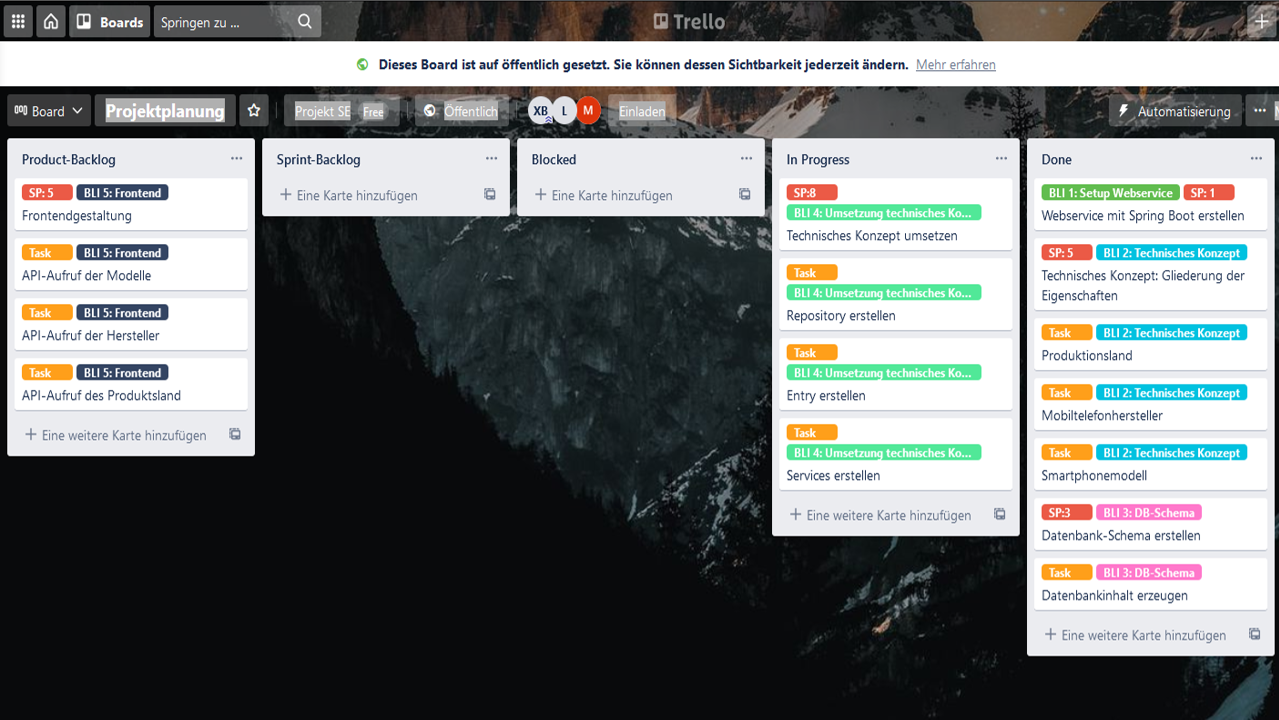 Boards
Springen zu ...
Trello
Dieses Board ist auf öffentlich gesetzt. Sie können dessen Sichtbarkeit jederzeit ändern. Mehr erfahren
Board
Projektplanung
Projekt SE Free
Öffentlich
XB L M
Einladen
Automatisierung
Product-Backlog
SP: 5 BLI 5: Frontend
Frontendgestaltung
Task BLI 5: Frontend
API-Aufruf der Modelle
Task BLI 5: Frontend
API-Aufruf der Hersteller
Task BLI 5: Frontend
API-Aufruf des Produktsland
Eine weitere Karte hinzufügen
Sprint-Backlog
Eine Karte hinzufügen
Blocked
Eine Karte hinzufügen
In Progress
SP:8
BLI 4: Umsetzung technisches Ko...
Technisches Konzept umsetzen
Task
BLI 4: Umsetzung technisches Ko...
Repository erstellen
Task
BLI 4: Umsetzung technisches Ko...
Entry erstellen
Task
BLI 4: Umsetzung technisches Ko...
Services erstellen
Eine weitere Karte hinzufügen
Done
BLI 1: Setup Webservice SP: 1
Webservice mit Spring Boot erstellen
SP: 5 BLI 2: Technisches Konzept
Technisches Konzept: Gliederung der
Eigenschaften
Task BLI 2: Technisches Konzept
Produktionsland
Task BLI 2: Technisches Konzept
Mobiltelefonhersteller
Task BLI 2: Technisches Konzept
Smartphonemodell
SP:3 BLI 3: DB-Schema
Datenbank-Schema erstellen
Task BLI 3: DB-Schema
Datenbankinhalt erzeugen
Eine weitere Karte hinzufügen